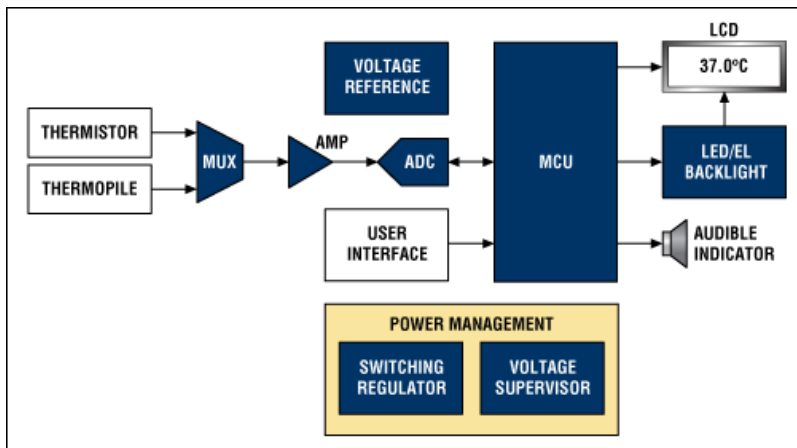 LCD
37.0ºC
VOLTAGE
REFERENCE
THERMISTOR
THERMOPILE
MUX
AMP
ADC
MCU
LED/EL
BACKLIGHT
USER
INTERFACE
AUDIBLE
INDICATOR
POWER MANAGEMENT
SWITCHING
REGULATOR
VOLTAGE
SUPERVISOR